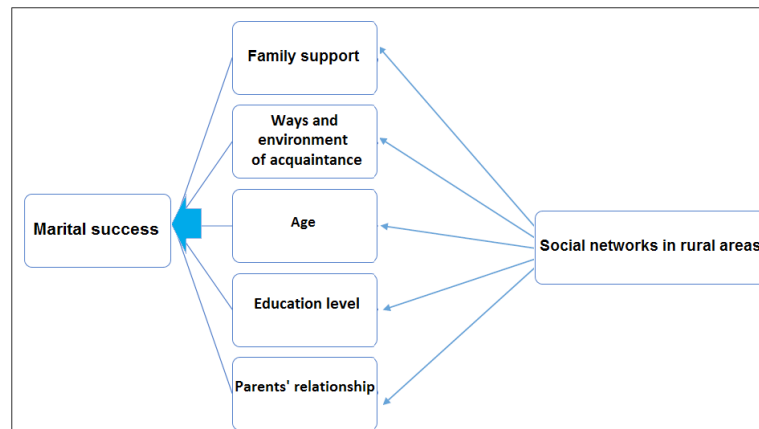 Family support
Ways and
environment
of acquaintance
Marital success
Age
Social networks in rural areas
Education level
Parents' relationship